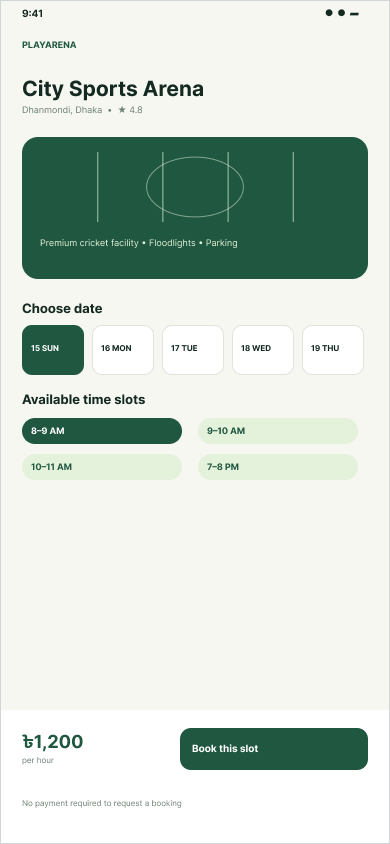 9:41
PLAYARENA
City Sports Arena
Dhanmondi, Dhaka • ★ 4.8
Premium cricket facility • Floodlights • Parking
Choose date
15 SUN 16 MON 17 TUE 18 WED 19 THU
Available time slots
8–9 AM 9–10 AM
10–11 AM 7–8 PM
৳1,200
per hour
Book this slot
No payment required to request a booking